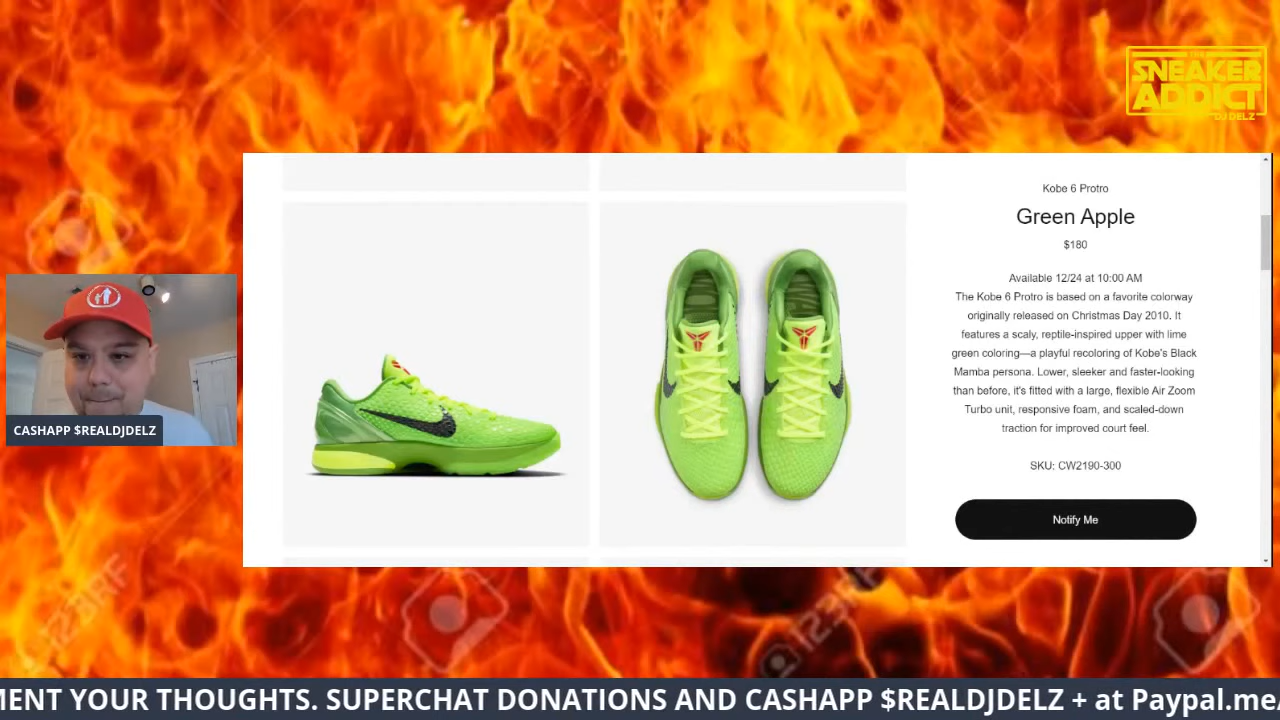 THE
SNEAKER
ADDICT
DJ DELZ
Kobe 6 Protro
Green Apple
$180
Available 12/24 at 10:00 AM
The Kobe 6 Protro is based on a favorite colorway
originally released on Christmas Day 2010. It
features a scaly, reptile-inspired upper with lime
green coloring—a playful recoloring of Kobe's Black
Mamba persona. Lower, sleeker and faster-looking
than before, it's fitted with a large, flexible Air Zoom
Turbo unit, responsive foam, and scaled-down
traction for improved court feel.
SKU: CW2190-300
Notify Me
CASHAPP $REALDJDELZ
123RF
123RF
123RF
MENT YOUR THOUGHTS. SUPERCHAT DONATIONS AND CASHAPP $REALDJDELZ + at Paypal.me/